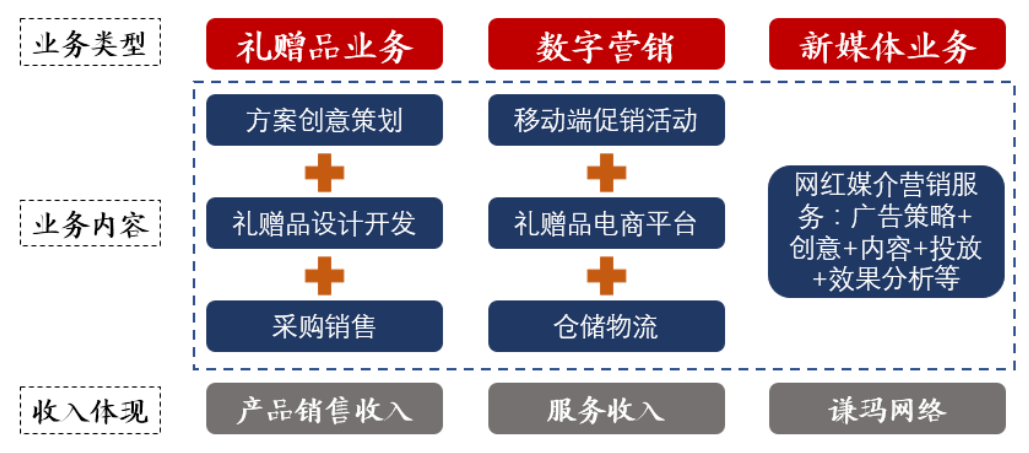 业务类型
礼赠品业务
数字营销
新媒体业务
方案创意策划
移动端促销活动
业务内容
礼赠品设计开发
礼赠品电商平台
网红媒介营销服
务：广告策略+
创意+内容+投放
+效果分析等
采购销售
仓储物流
收入体现
产品销售收入
服务收入
谦玛网络